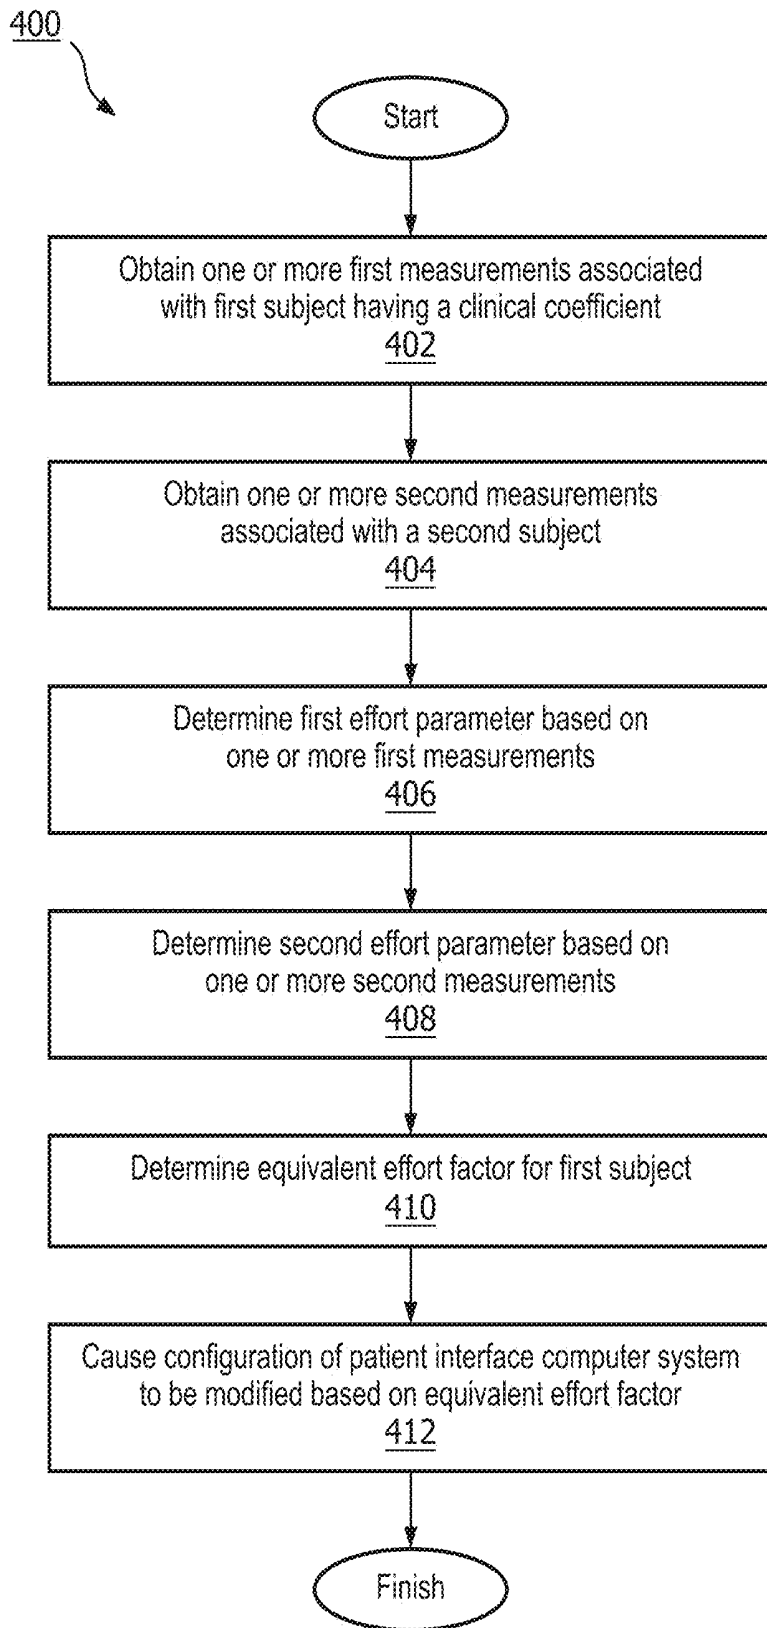 400
Start
Obtain one or more first measurements associated
with first subject having a clinical coefficient
402
Obtain one or more second measurements
associated with a second subject
404
Determine first effort parameter based on
one or more first measurements
406
Determine second effort parameter based on
one or more second measurements
408
Determine equivalent effort factor for first subject
410
Cause configuration of patient interface computer system
to be modified based on equivalent effort factor
412
Finish